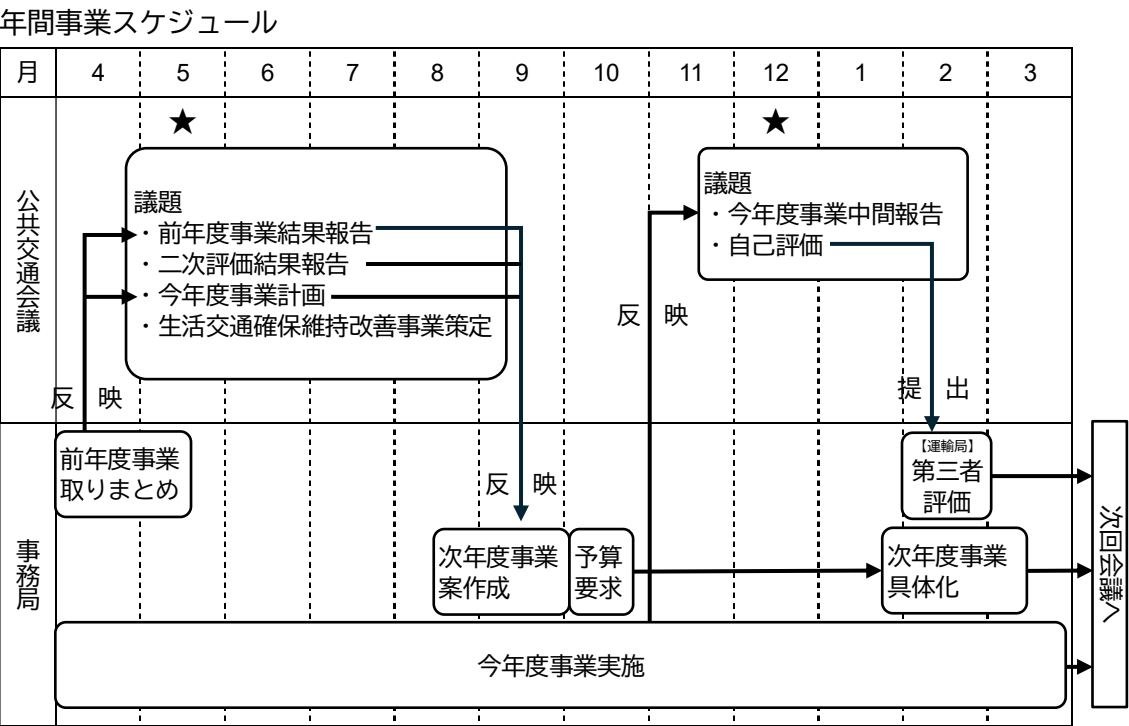 年間事業スケジュール
月 4 5 6 7 8 9 10 11 12 1 2 3
★ ★
公共交通会議
議題
・前年度事業結果報告
・二次評価結果報告
・今年度事業計画
・生活交通確保維持改善事業策定
議題
・今年度事業中間報告
・自己評価
反 映
反 映
提 出
事務局
前年度事業
取りまとめ
反 映
【運輸局】
第三者
評価
次年度事業
案作成
予算
要求
次年度事業
具体化
今年度事業実施
次回会議へ